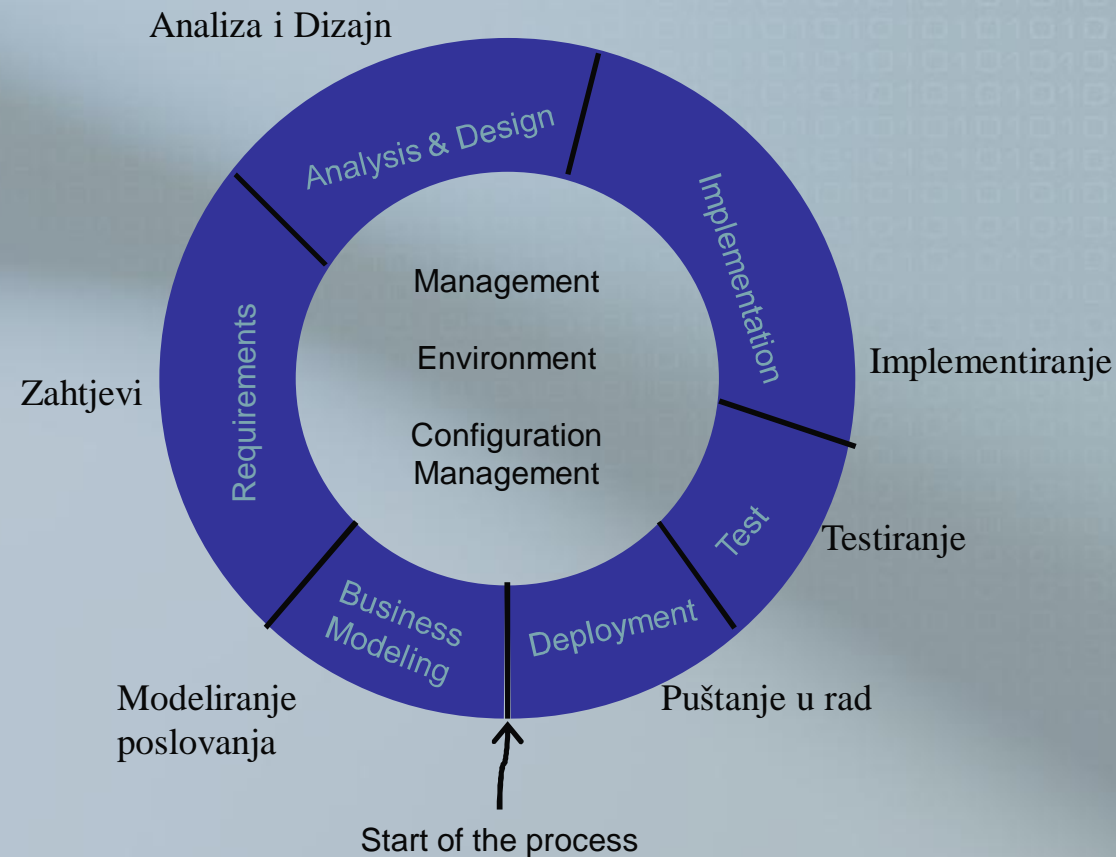 Analiza i Dizajn
Analysis & Design
Implementation
Management
Environment
Configuration
Management
Requirements
Zahtjevi
Implementiranje
Test
Testiranje
Business
Modeling
Deployment
Modeliranje
poslovanja
Puštanje u rad
Start of the process